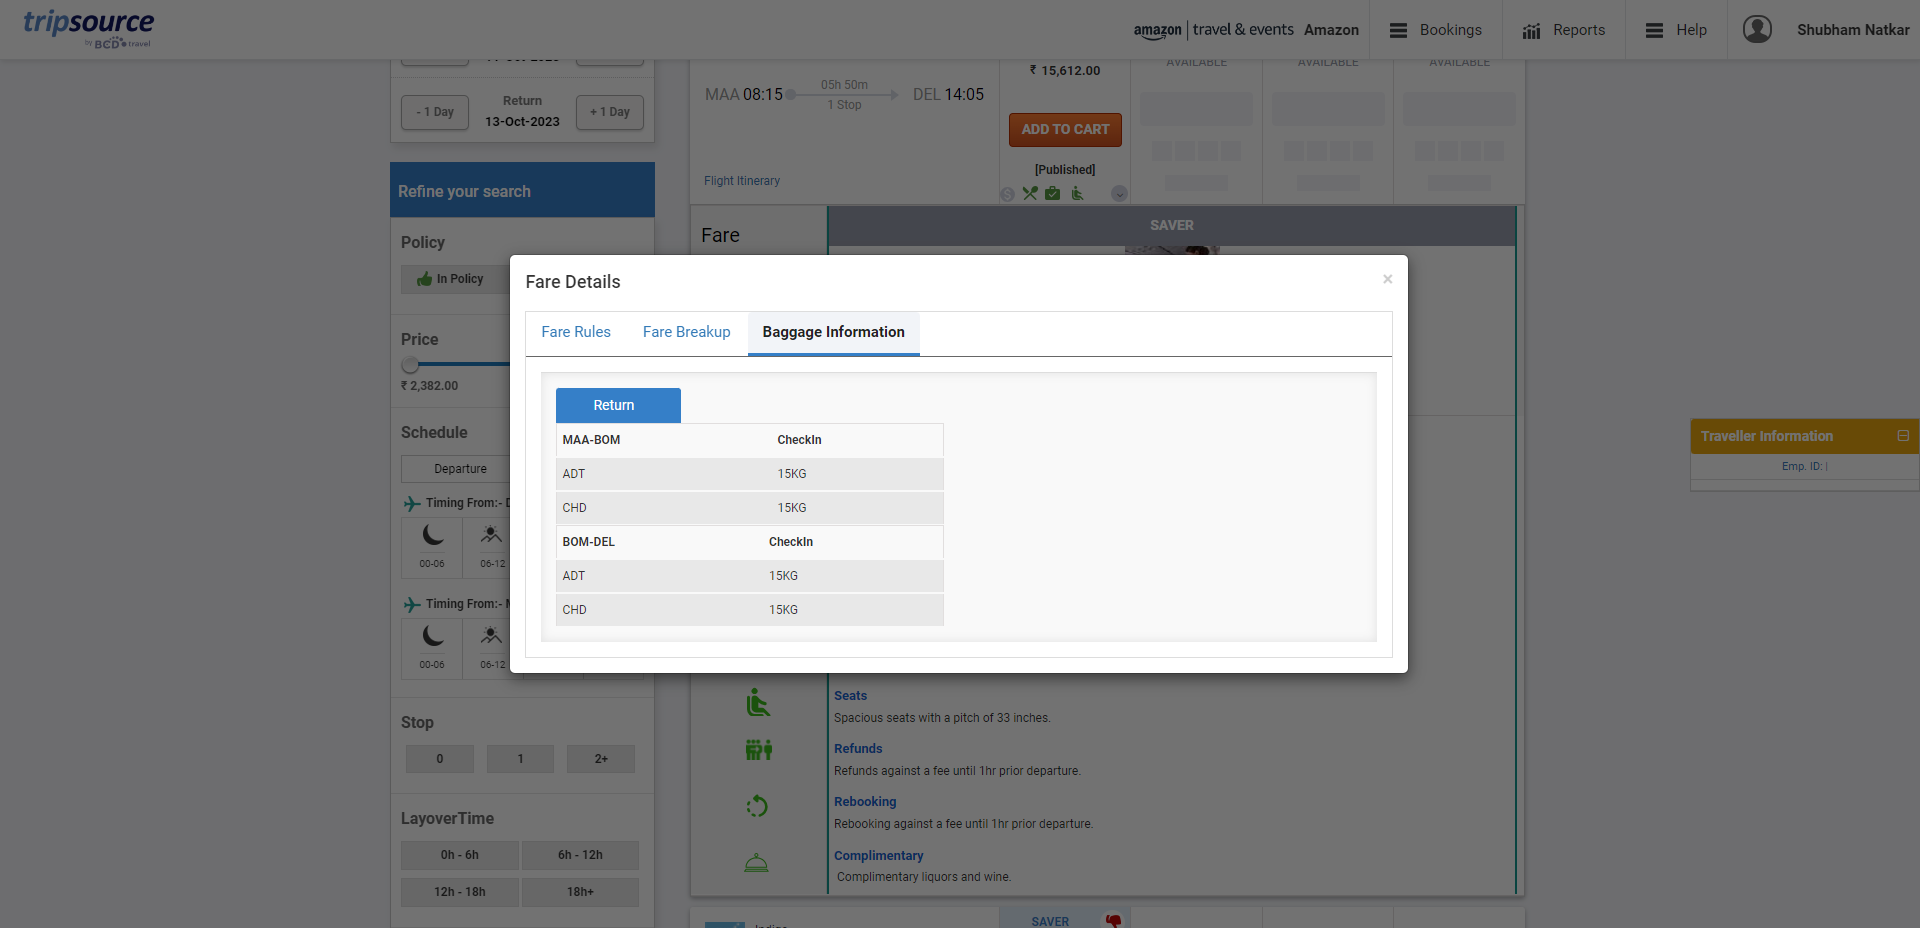 tripsource
by BCD travel
amazon | travel & events Amazon
Bookings
Reports
Help
Shubham Natkar
- 1 Day
Return
13-Oct-2023
+ 1 Day
Refine your search
Policy
In Policy
Price
₹ 2,382.00
Schedule
Departure
Timing From:-
00-06
06-12
Timing From:-
00-06
06-12
Stop
0
1
2+
LayoverTime
0h - 6h
6h - 12h
12h - 18h
18h+
MAA 08:15
05h 50m
1 Stop
DEL 14:05
Flight Itinerary
₹ 15,612.00
ADD TO CART
[Published]
AVAILABLE
AVAILABLE
AVAILABLE
Fare
SAVER
Fare Details
×
Fare Rules
Fare Breakup
Baggage Information
Return
MAA-BOM CheckIn
ADT 15KG
CHD 15KG
BOM-DEL CheckIn
ADT 15KG
CHD 15KG
Seats
Spacious seats with a pitch of 33 inches.
Refunds
Refunds against a fee until 1hr prior departure.
Rebooking
Rebooking against a fee until 1hr prior departure.
Complimentary
Complimentary liquors and wine.
SAVER
Traveller Information
Emp. ID: |